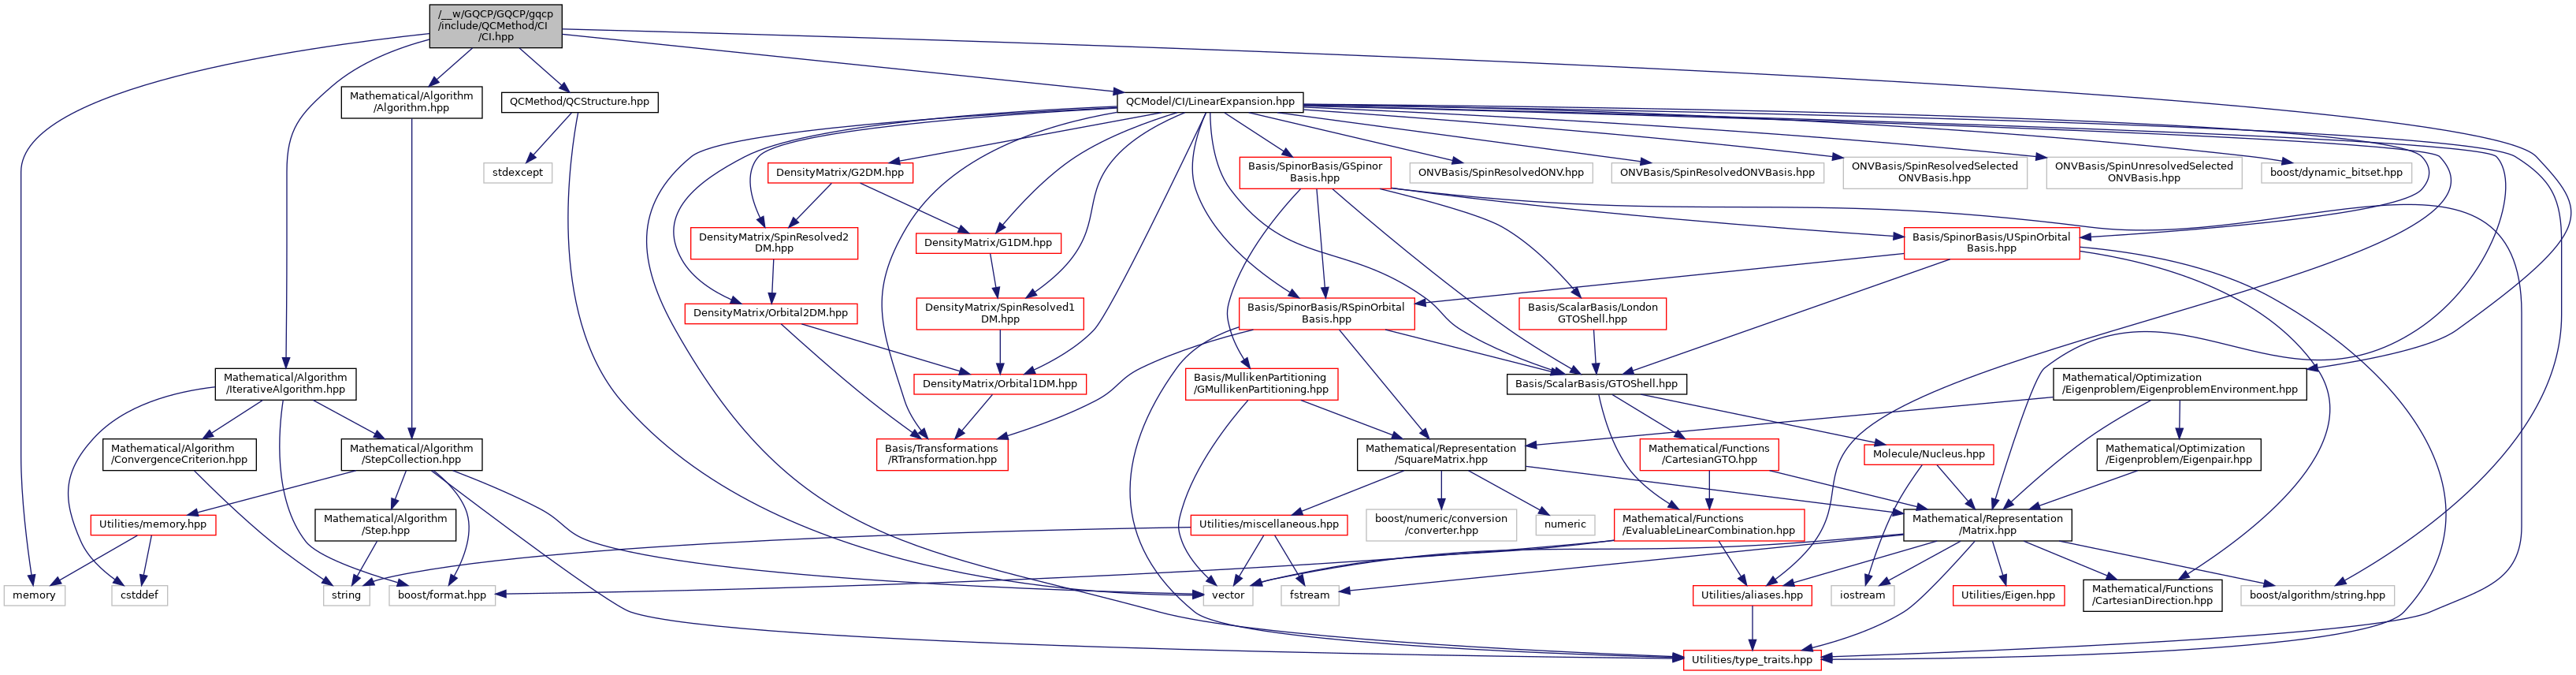 /__w/GQCP/GQCP/gqcp
/include/QCMethod/CI
/CI.hpp
Mathematical/Algorithm
/Algorithm.hpp
QCMethod/QCStructure.hpp
QCModel/CI/LinearExpansion.hpp
stdexcept
DensityMatrix/G2DM.hpp
Basis/SpinorBasis/GSpinor
Basis.hpp
ONVBasis/SpinResolvedONV.hpp
ONVBasis/SpinResolvedONVBasis.hpp
ONVBasis/SpinResolvedSelected
ONVBasis.hpp
ONVBasis/SpinUnresolvedSelected
ONVBasis.hpp
boost/dynamic_bitset.hpp
DensityMatrix/SpinResolved2
DM.hpp
DensityMatrix/G1DM.hpp
Basis/SpinorBasis/USpinOrbital
Basis.hpp
DensityMatrix/Orbital2DM.hpp
DensityMatrix/SpinResolved1
DM.hpp
Basis/SpinorBasis/RSpinOrbital
Basis.hpp
Basis/ScalarBasis/London
GTOShell.hpp
Mathematical/Algorithm
/IterativeAlgorithm.hpp
DensityMatrix/Orbital1DM.hpp
Basis/MullikenPartitioning
/GMullikenPartitioning.hpp
Basis/ScalarBasis/GTOShell.hpp
Mathematical/Optimization
/Eigenproblem/EigenproblemEnvironment.hpp
Mathematical/Algorithm
/ConvergenceCriterion.hpp
Mathematical/Algorithm
/StepCollection.hpp
Basis/Transformations
/RTransformation.hpp
Mathematical/Representation
/SquareMatrix.hpp
Mathematical/Functions
/CartesianGTO.hpp
Molecule/Nucleus.hpp
Mathematical/Optimization
/Eigenproblem/Eigenpair.hpp
Utilities/memory.hpp
Mathematical/Algorithm
/Step.hpp
Utilities/miscellaneous.hpp
boost/numeric/conversion
/converter.hpp
numeric
Mathematical/Functions
/EvaluableLinearCombination.hpp
Mathematical/Representation
/Matrix.hpp
memory
cstddef
string
boost/format.hpp
vector
fstream
Utilities/aliases.hpp
iostream
Utilities/Eigen.hpp
Mathematical/Functions
/CartesianDirection.hpp
boost/algorithm/string.hpp
Utilities/type_traits.hpp